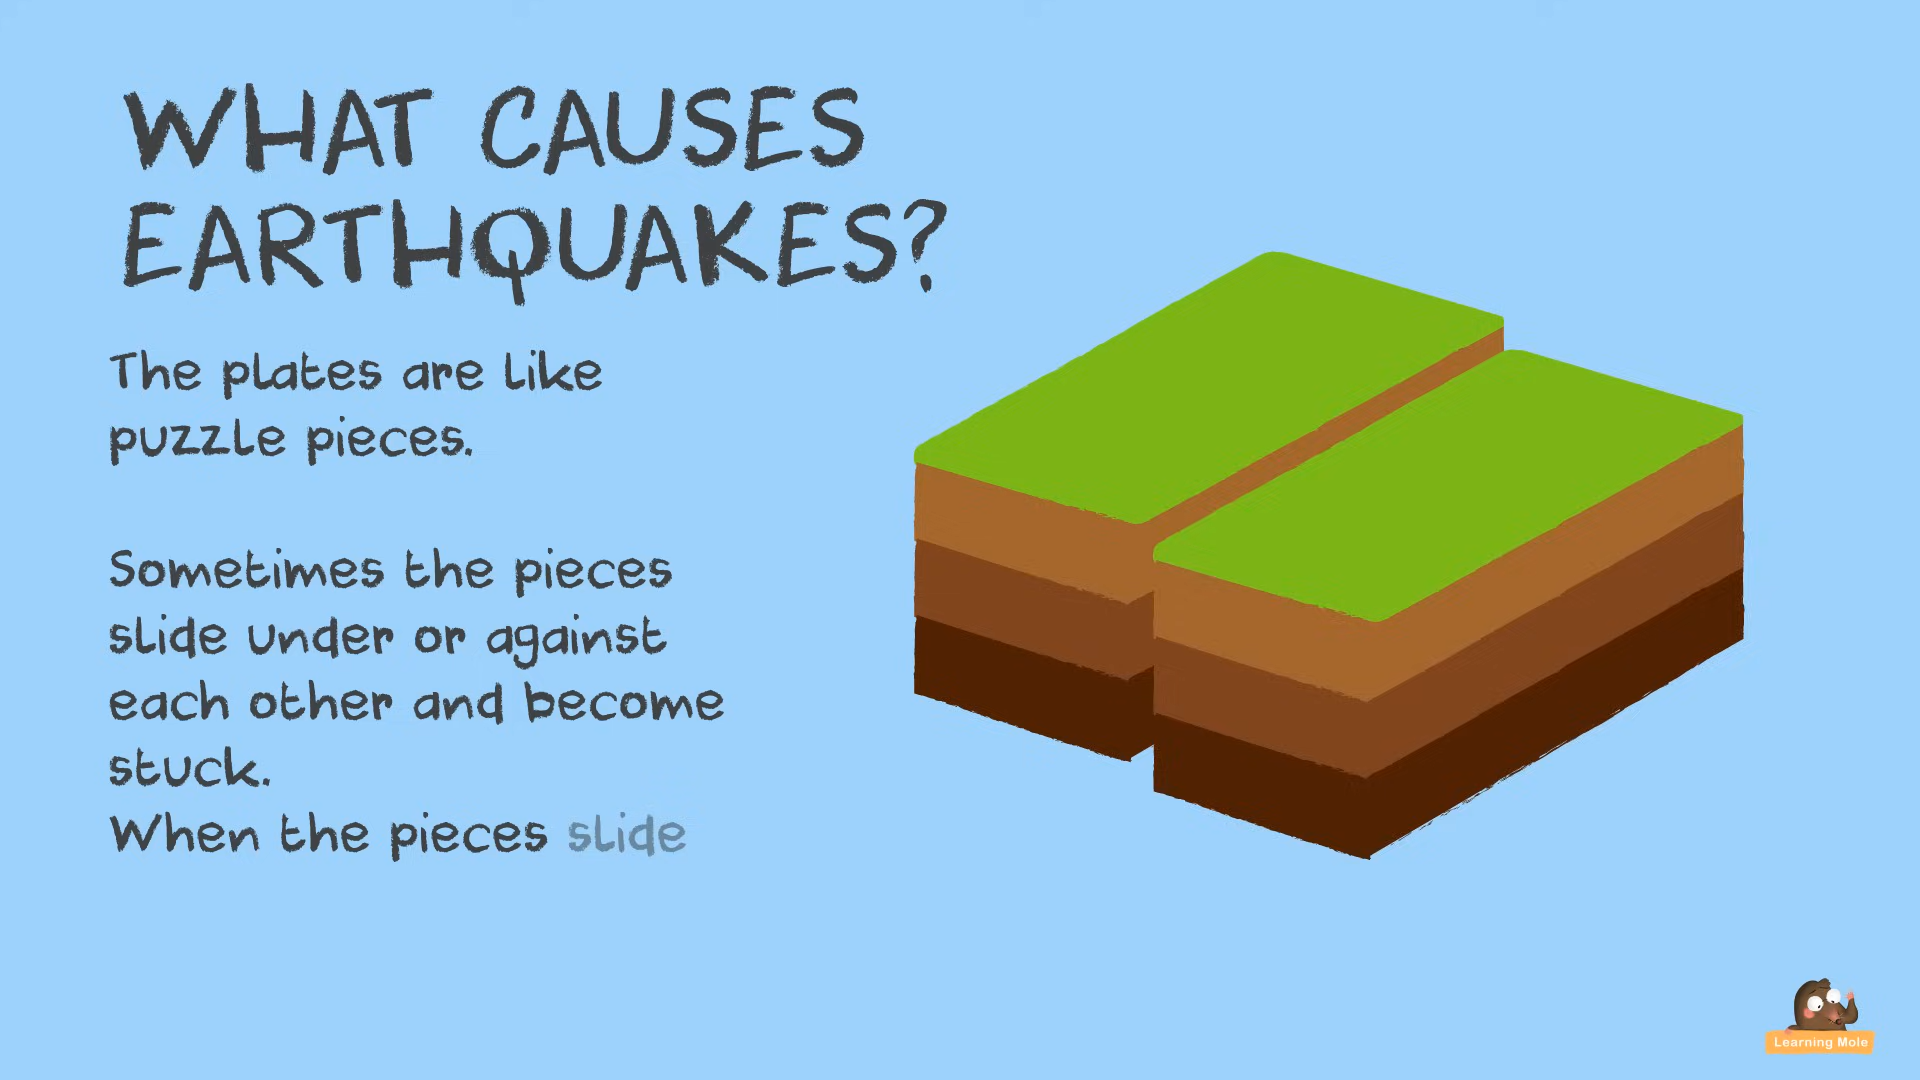 WHAT CAUSES
EARTHQUAKES?
The plates are like
puzzle pieces.
Sometimes the pieces
slide under or against
each other and become
stuck.
When the pieces slide
Learning Mole